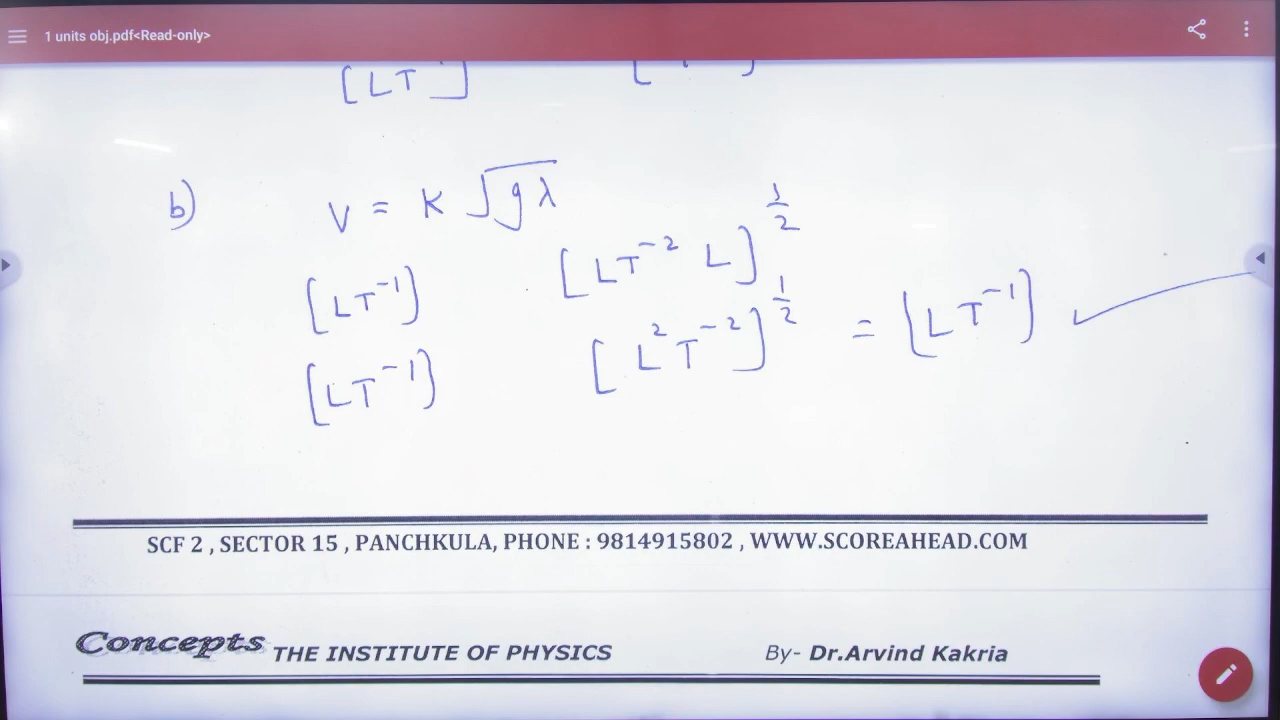 1 units obj.pdf<Read-only>
[LT ]
b) v = K √gλ
[LT⁻¹] [LT⁻² L]^1/2
[LT⁻¹] [L²T⁻²]^1/2 = [LT⁻¹]
SCF 2 , SECTOR 15 , PANCHKULA, PHONE : 9814915802 , WWW.SCOREAHEAD.COM
Concepts THE INSTITUTE OF PHYSICS By- Dr.Arvind Kakria